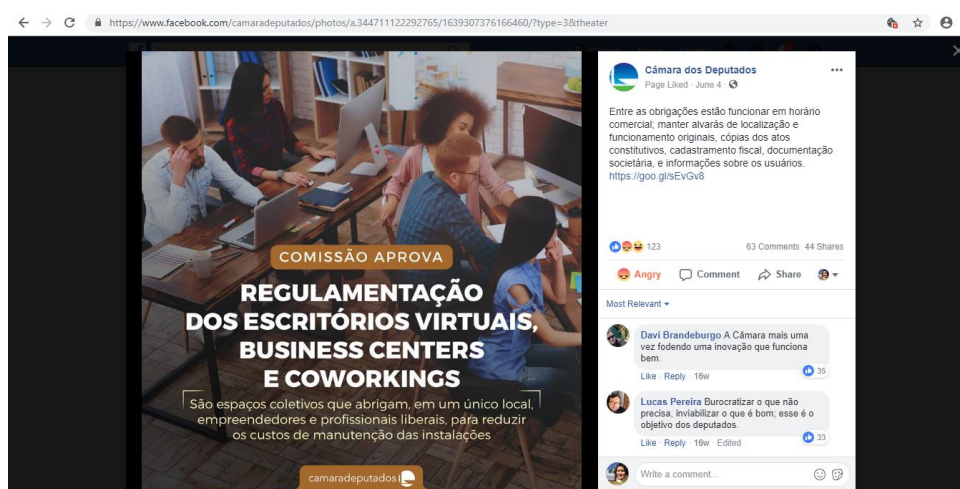 https://www.facebook.com/camaradeputados/photos/a.344711122292765/1639307376166460/?type=3&theater
COMISSÃO APROVA
REGULAMENTAÇÃO
DOS ESCRITÓRIOS VIRTUAIS,
BUSINESS CENTERS
E COWORKINGS
São espaços coletivos que abrigam, em um único local,
empreendedores e profissionais liberais, para reduzir
os custos de manutenção das instalações
camaradeputados
Câmara dos Deputados
Page Liked · June 4 ·
Entre as obrigações estão funcionar em horário
comercial; manter alvarás de localização e
funcionamento originais, cópias dos atos
constitutivos, cadastramento fiscal, documentação
societária, e informações sobre os usuários.
https://goo.gl/sEvGv8
123 63 Comments 44 Shares
Angry Comment Share
Most Relevant
Davi Brandeburgo A Câmara mais uma
vez fodendo uma inovação que funciona
bem.
35
Like · Reply · 16w
Lucas Pereira Burocratizar o que não
precisa, inviabilizar o que é bom; esse é o
objetivo dos deputados.
33
Like · Reply · 16w · Edited
Write a comment...